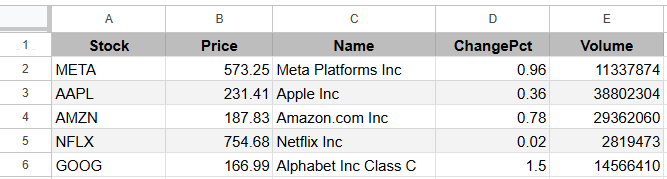 A B C D E
1 Stock Price Name ChangePct Volume
2 META 573.25 Meta Platforms Inc 0.96 11337874
3 AAPL 231.41 Apple Inc 0.36 38802304
4 AMZN 187.83 Amazon.com Inc 0.78 29362060
5 NFLX 754.68 Netflix Inc 0.02 2819473
6 GOOG 166.99 Alphabet Inc Class C 1.5 14566410